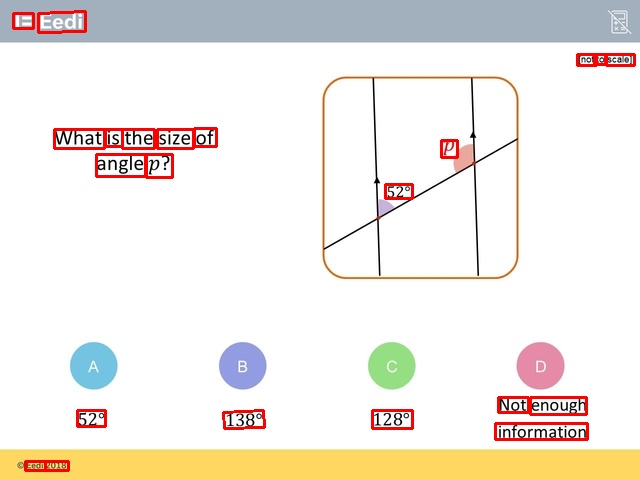 Eedi
[not to scale]
What is the size of
angle p?
p
52°
A
B
C
D
52°
138°
128°
Not enough
information
© Eedi 2018